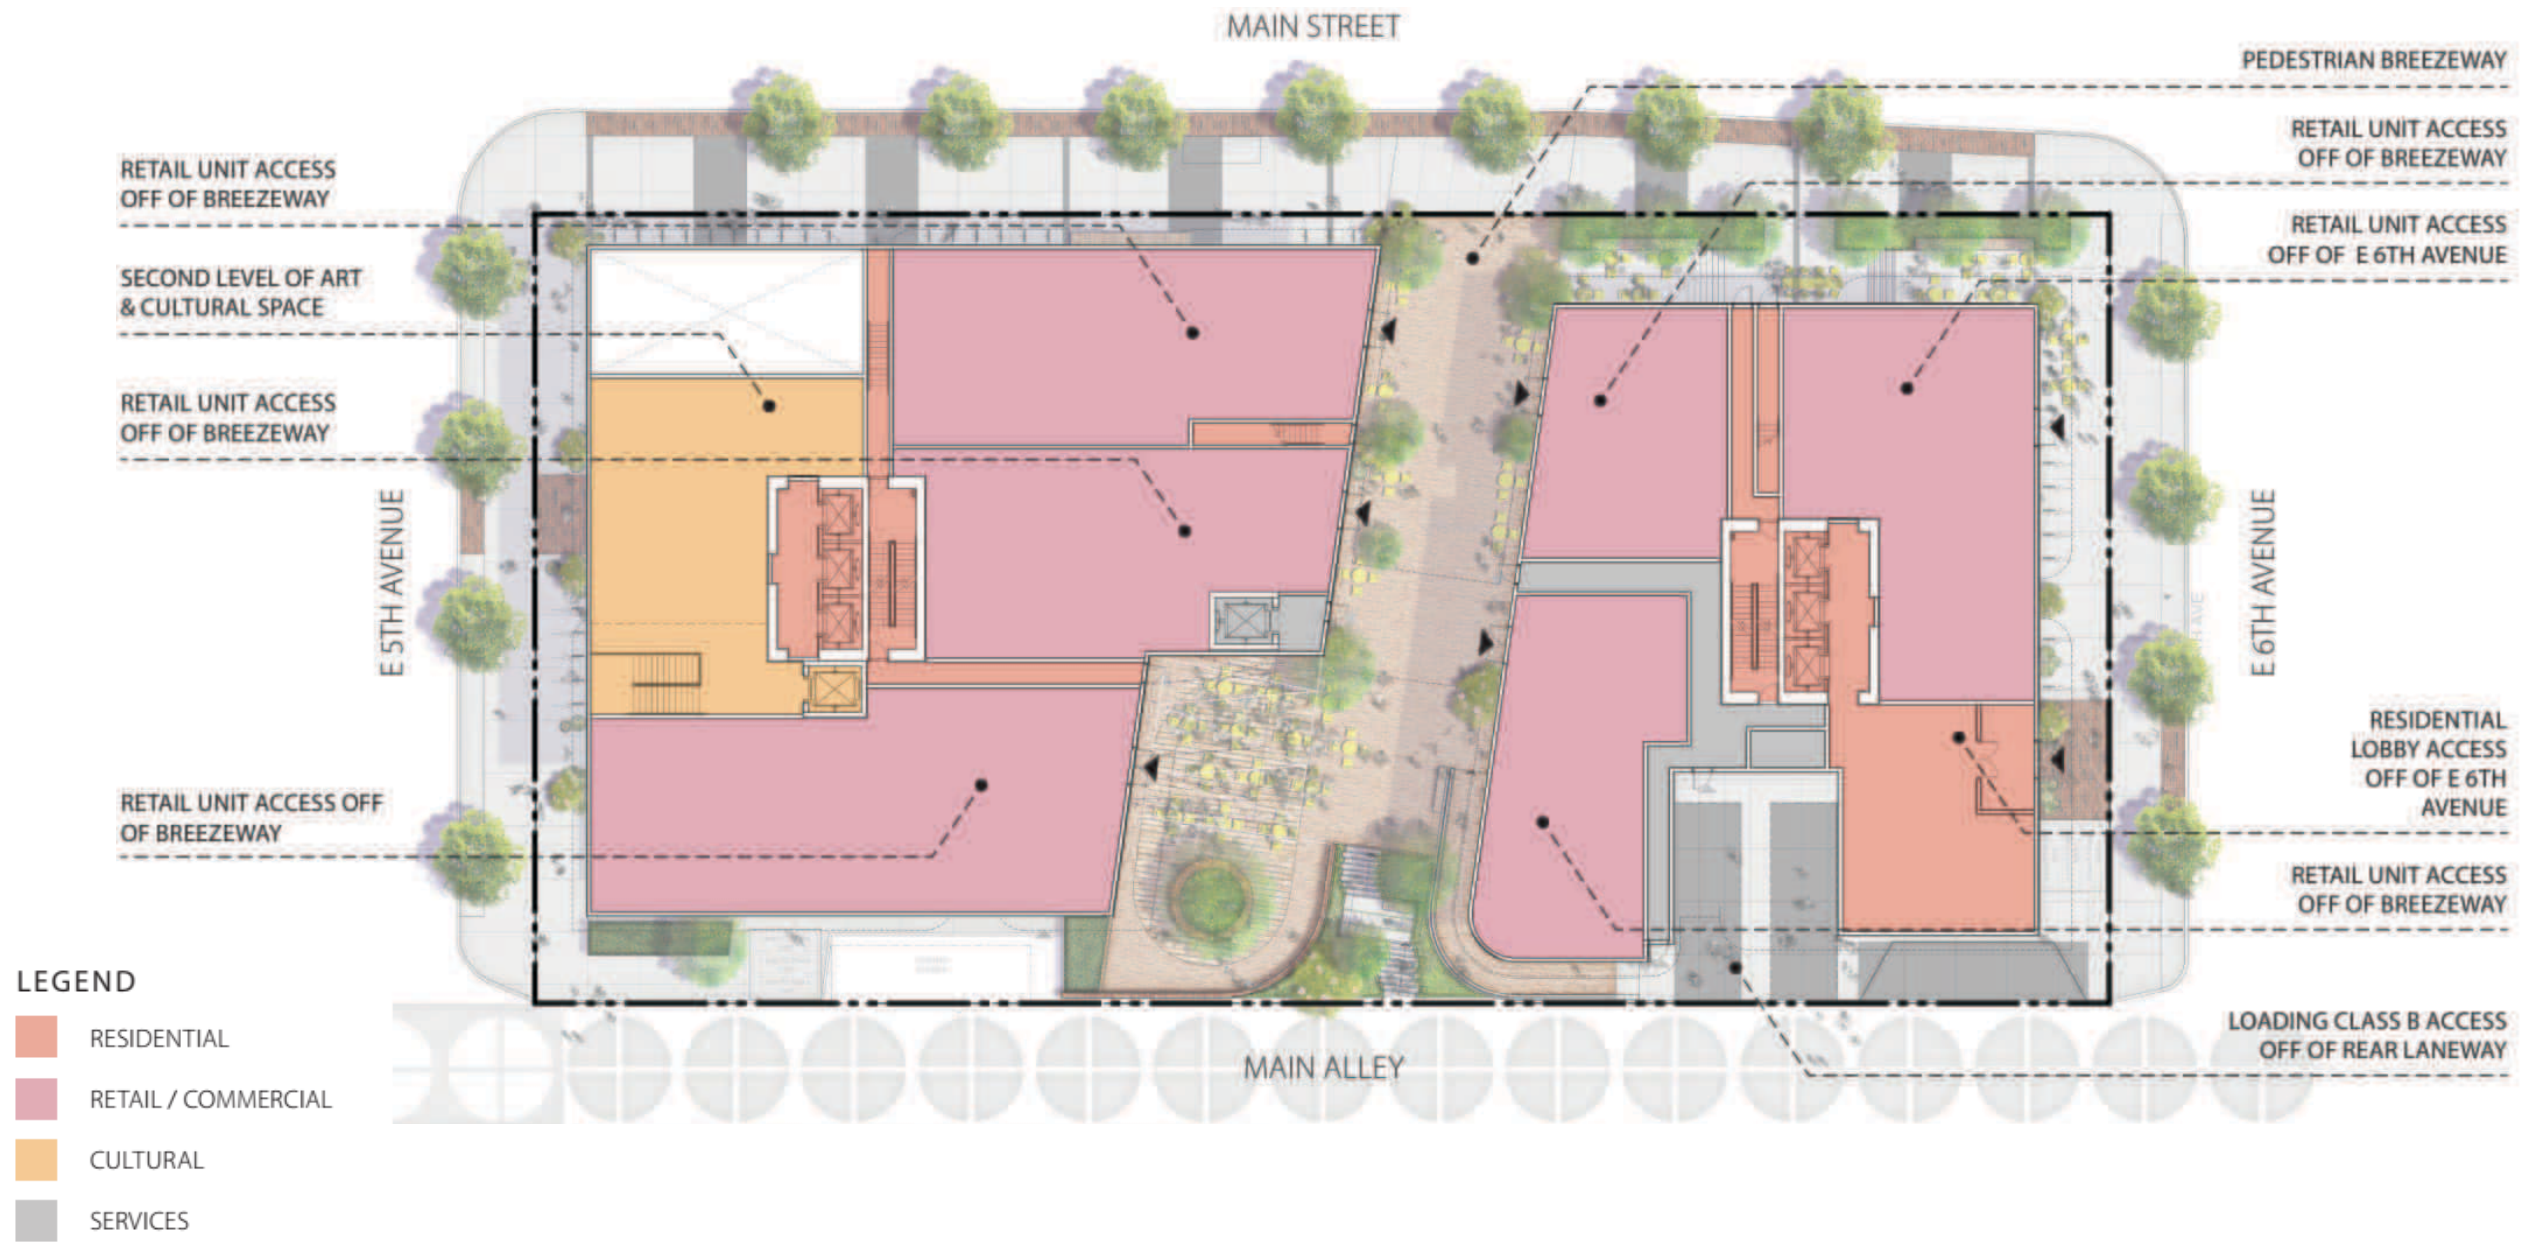 MAIN STREET
RETAIL UNIT ACCESS
OFF OF BREEZEWAY
SECOND LEVEL OF ART
& CULTURAL SPACE
RETAIL UNIT ACCESS
OFF OF BREEZEWAY
E 5TH AVENUE
RETAIL UNIT ACCESS OFF
OF BREEZEWAY
PEDESTRIAN BREEZEWAY
RETAIL UNIT ACCESS
OFF OF BREEZEWAY
RETAIL UNIT ACCESS
OFF OF E 6TH AVENUE
E 6TH AVENUE
RESIDENTIAL
LOBBY ACCESS
OFF OF E 6TH
AVENUE
RETAIL UNIT ACCESS
OFF OF BREEZEWAY
LOADING CLASS B ACCESS
OFF OF REAR LANEWAY
MAIN ALLEY
LEGEND
RESIDENTIAL
RETAIL / COMMERCIAL
CULTURAL
SERVICES